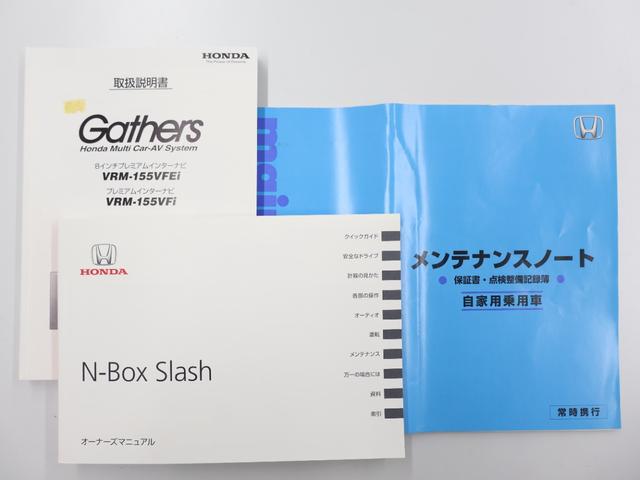 HONDA
The Power of Dreams
取扱説明書
Gathers
Honda Multi Car-AV System
8インチプレミアムインターナビ
VRM-155VFEi
プレミアムインターナビ
VRM-155VFi
メンテナンスノート
保証書・点検整備記録簿
自家用乗用車
常時携行
HONDA
N-Box Slash
オーナーズマニュアル
クイックガイド
安全なドライブ
計器の見かた
各部の操作
オーディオ
運転
メンテナンス
万一の場合には
資料
索引